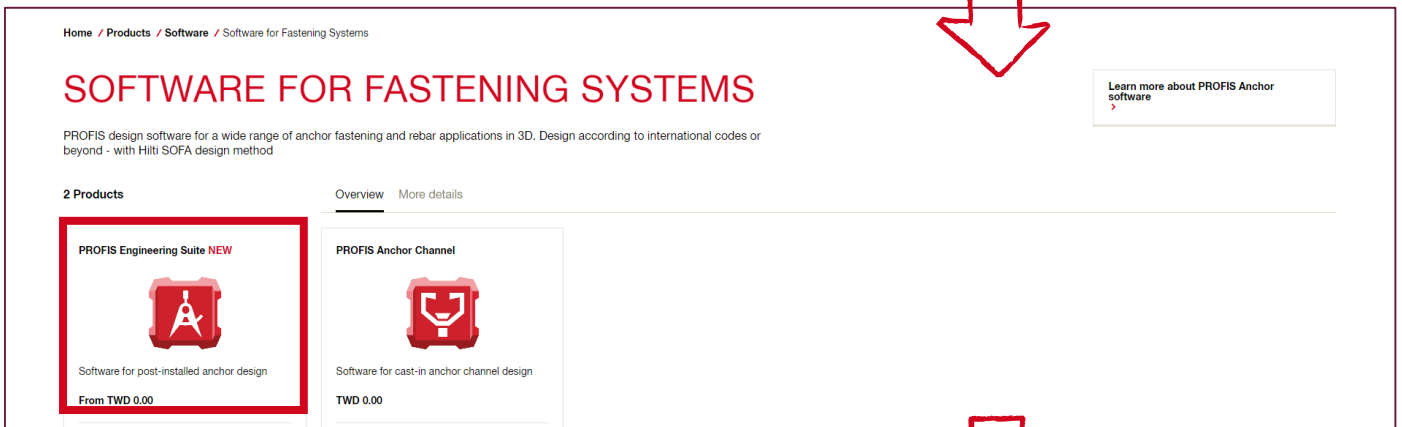 Home / Products / Software / Software for Fastening Systems
SOFTWARE FOR FASTENING SYSTEMS
Learn more about PROFIS Anchor
software
>
PROFIS design software for a wide range of anchor fastening and rebar applications in 3D. Design according to international codes or
beyond - with Hilti SOFA design method
2 Products
Overview More details
PROFIS Engineering Suite NEW
Software for post-installed anchor design
From TWD 0.00
PROFIS Anchor Channel
Software for cast-in anchor channel design
TWD 0.00